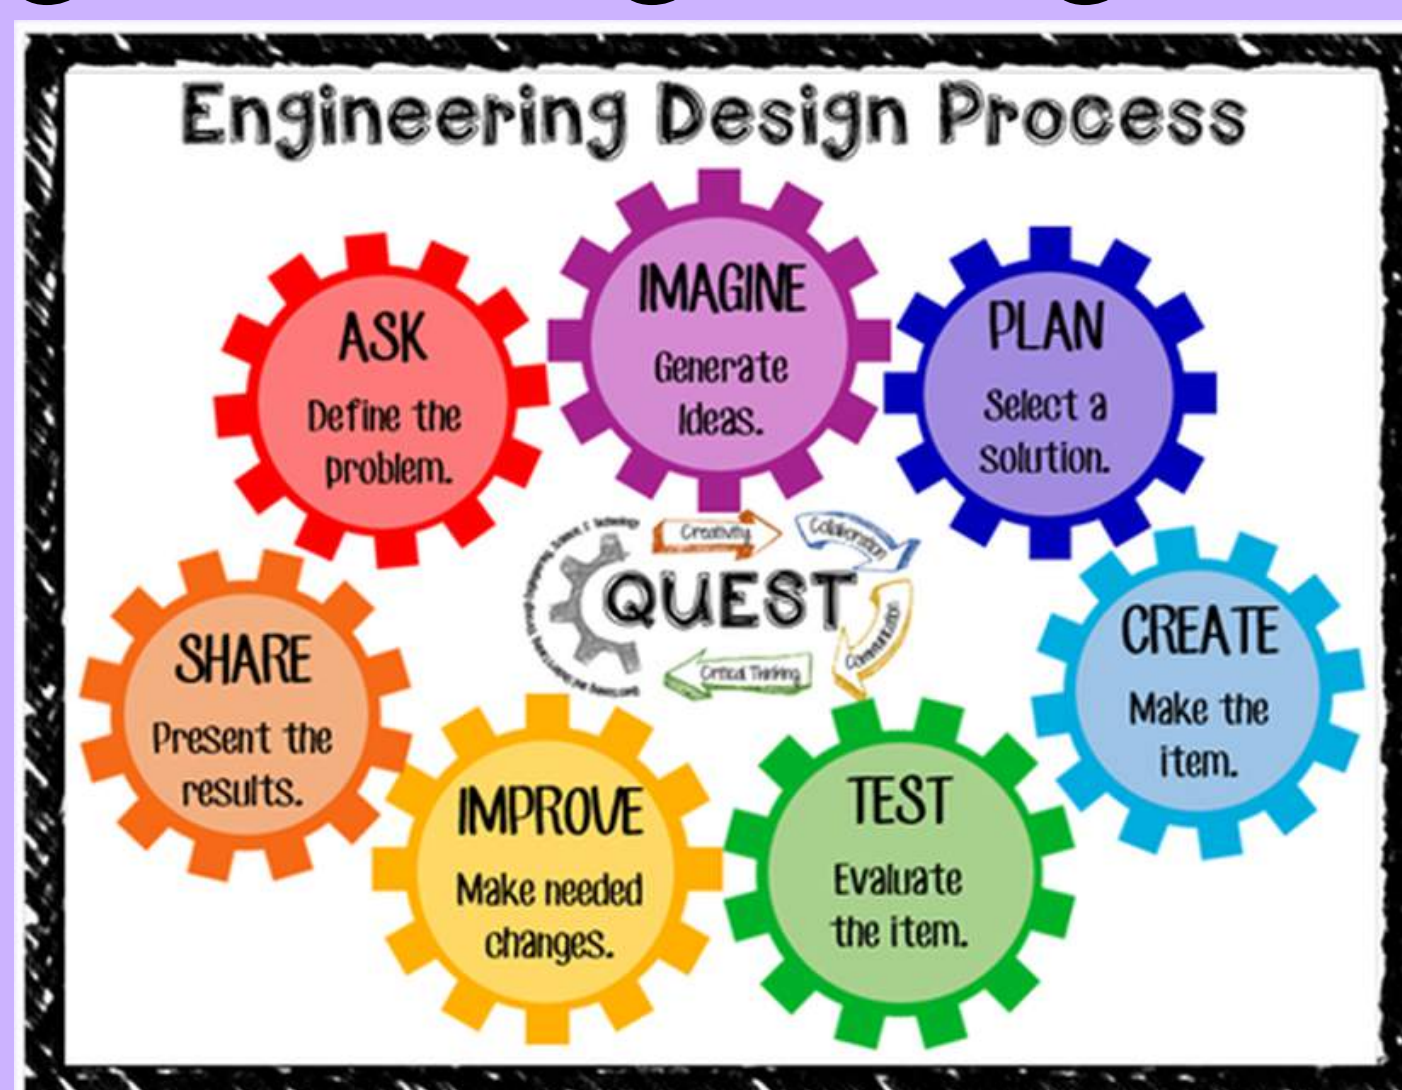 Engineering Design Process
ASK
Define the
problem.
IMAGINE
Generate
Ideas.
PLAN
Select a
solution.
CREATE
Make the
item.
TEST
Evaluate
the item.
IMPROVE
Make needed
changes.
SHARE
Present the
results.
QUEST
Creativity
Collaboration
Communication
Critical Thinking